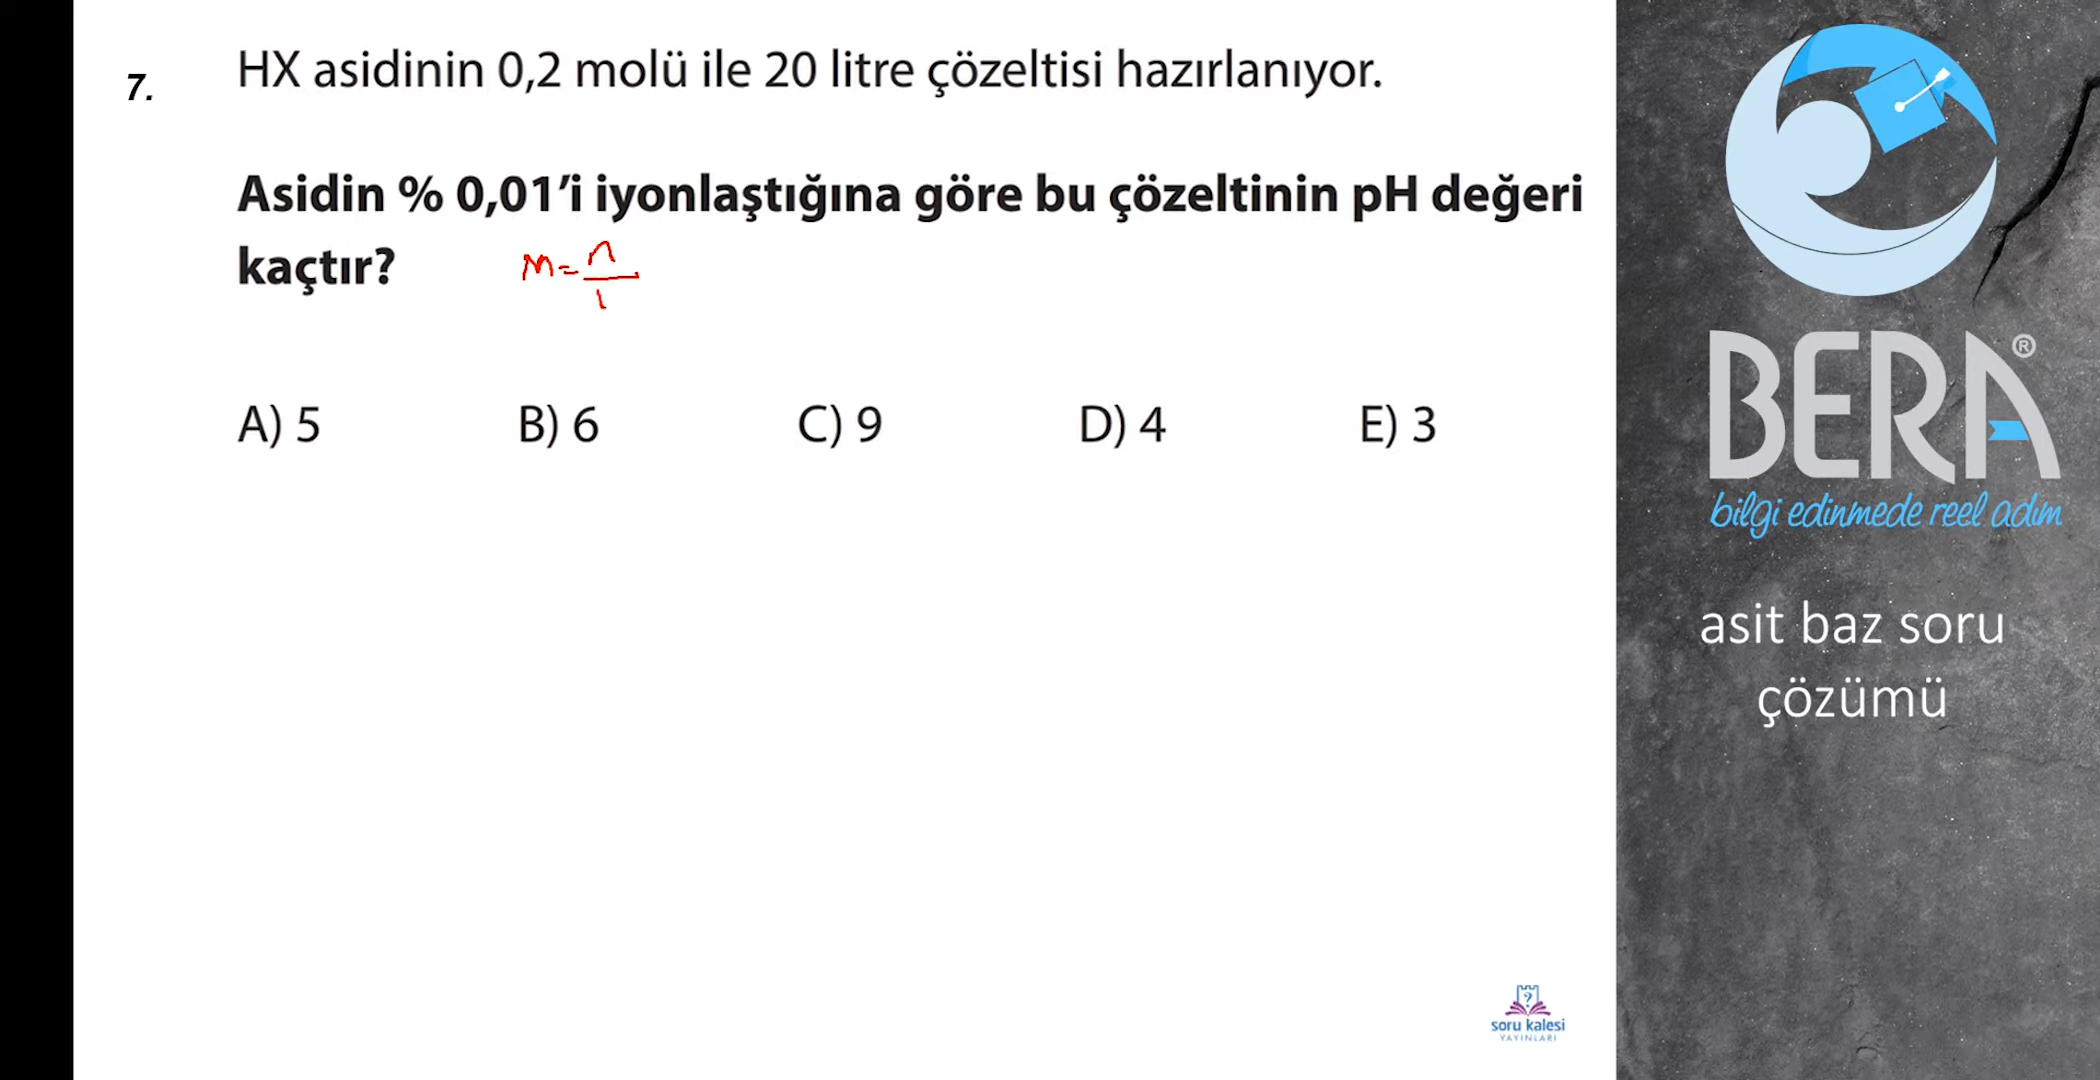 7.
HX asidinin 0,2 molü ile 20 litre çözeltisi hazırlanıyor.
Asidin % 0,01’i iyonlaştığına göre bu çözeltinin pH değeri
kaçtır?
M = n
A) 5 B) 6 C) 9 D) 4 E) 3
BERA®
bilgi edinmede reel adım
asit baz soru
çözümü
?
soru kalesi
YAYINLARI